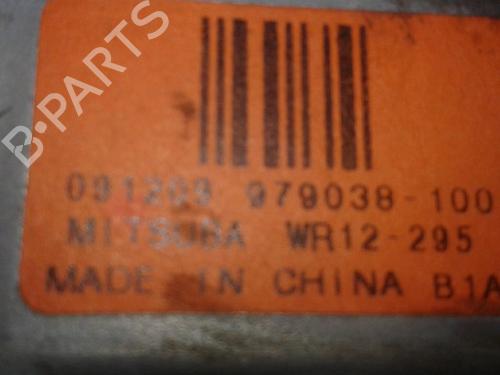 B-PARTS
091209 979038-100
MITSUBA WR12-295
MADE IN CHINA B1A